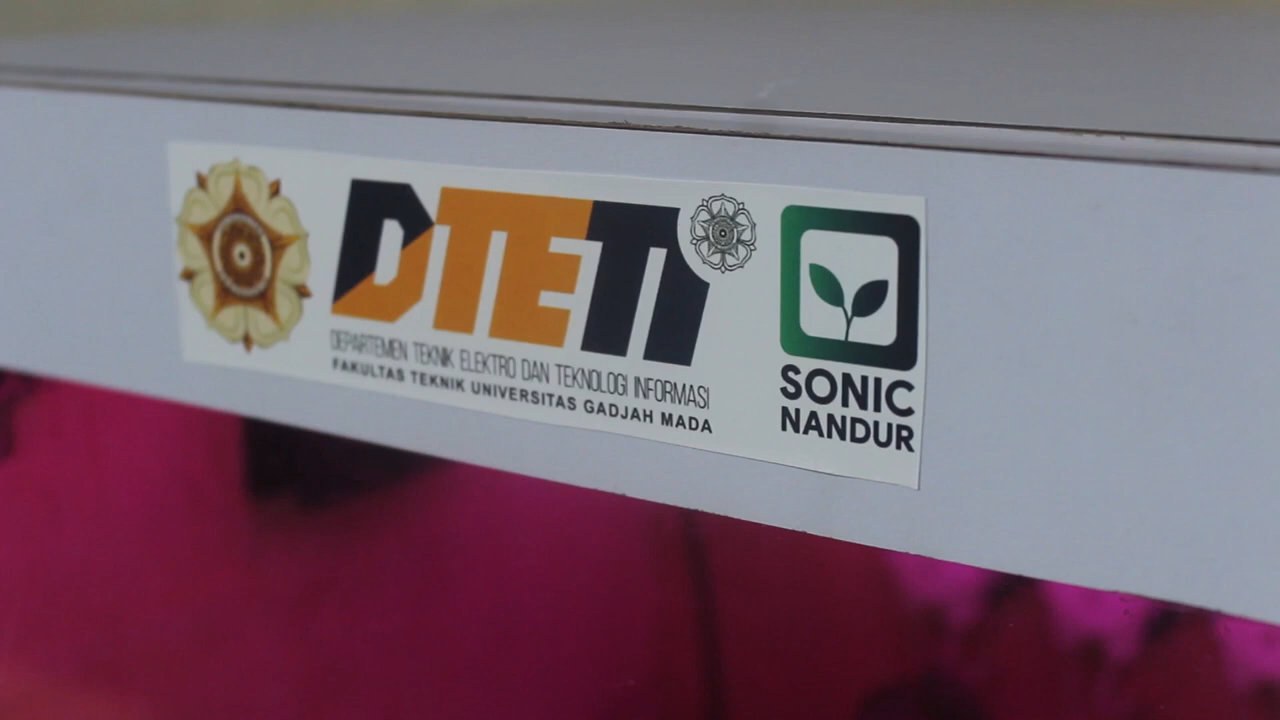 DTETI
DEPARTEMEN TEKNIK ELEKTRO DAN TEKNOLOGI INFORMASI
FAKULTAS TEKNIK UNIVERSITAS GADJAH MADA
SONIC
NANDUR